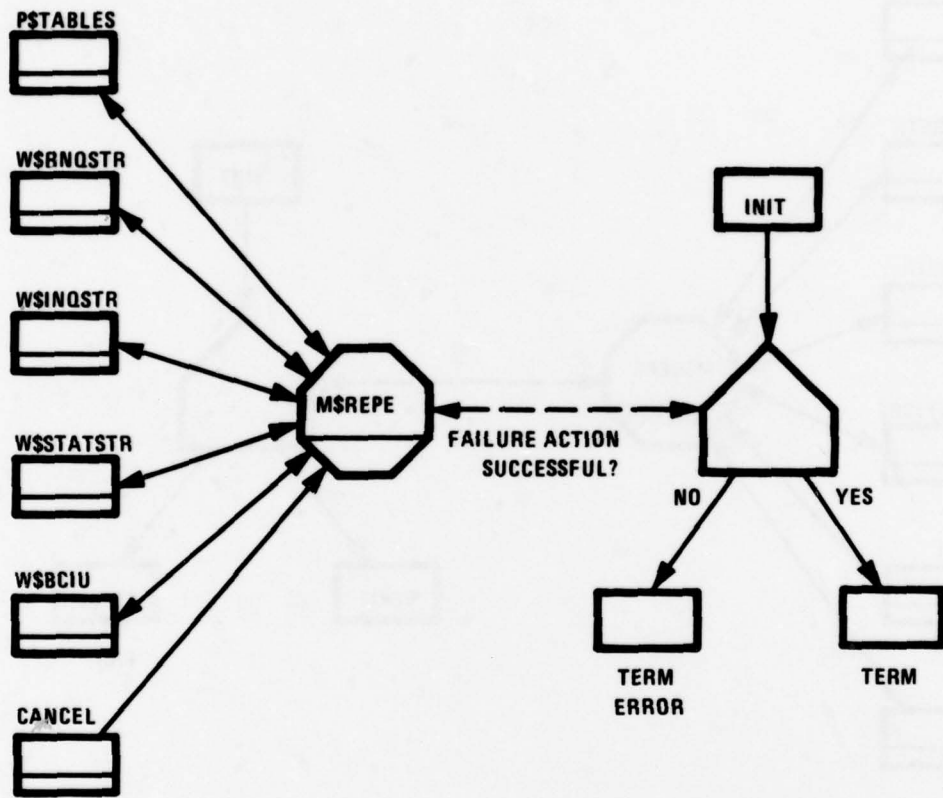 P$TABLES
W$RNQSTR
INIT
W$INQSTR
M$REPE
W$STATSTR
FAILURE ACTION
SUCCESSFUL?
NO
YES
W$BCIU
TERM
ERROR
TERM
CANCEL